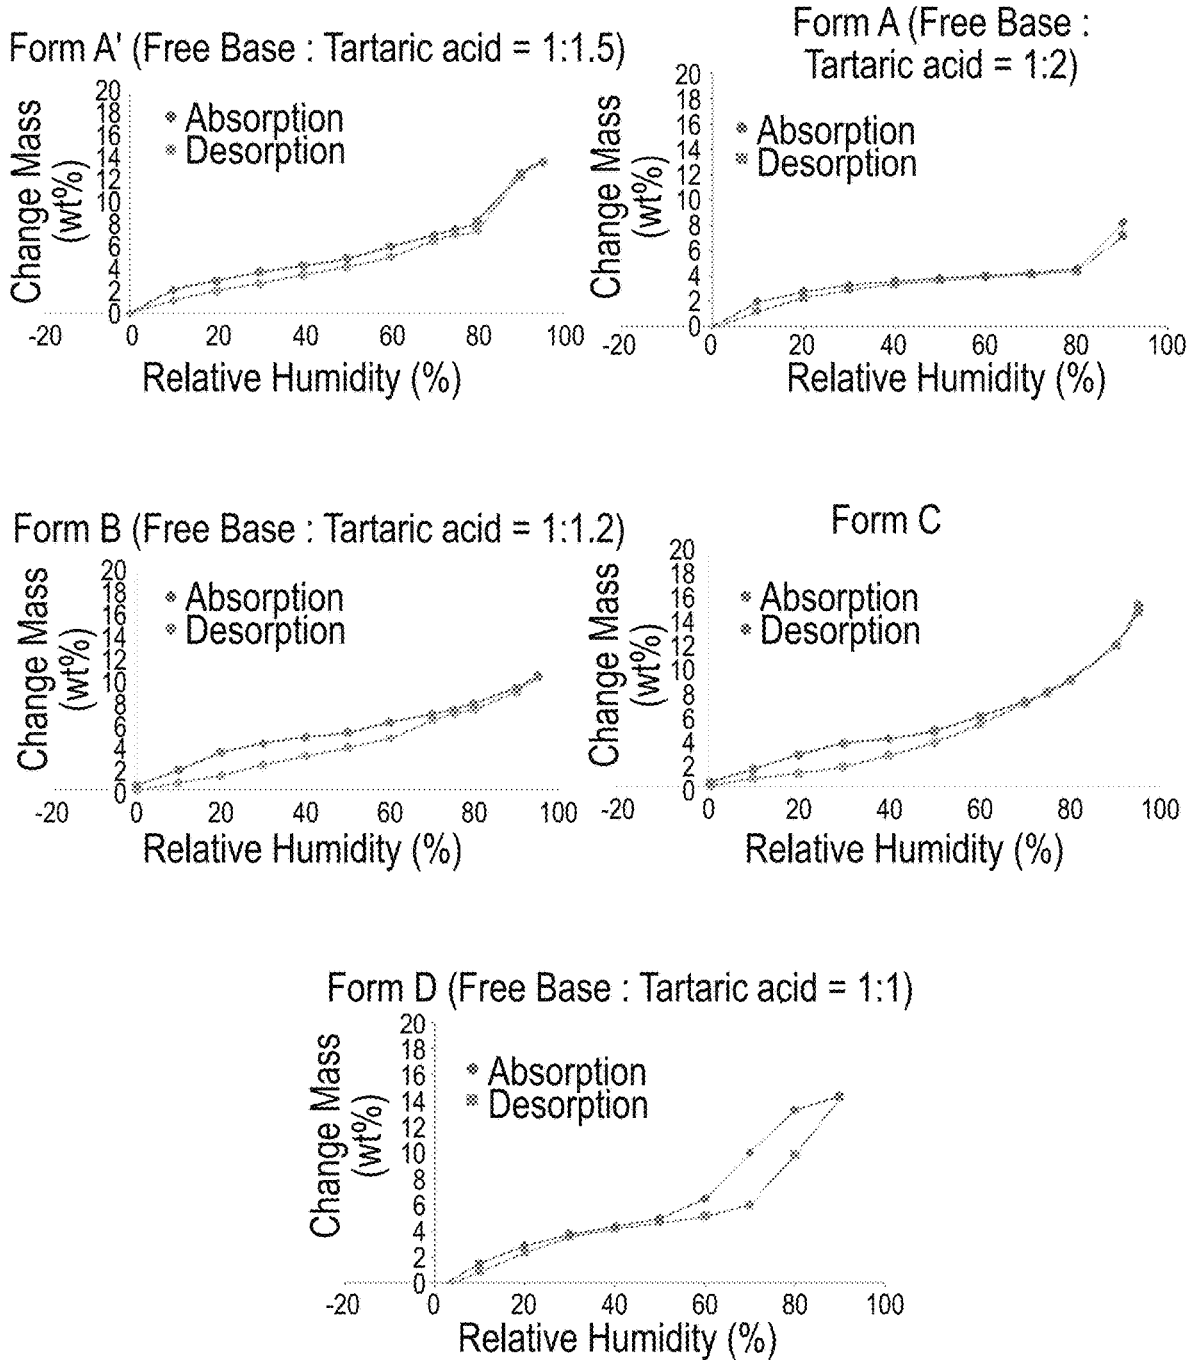 Form A' (Free Base : Tartaric acid = 1:1.5)
Change Mass
(wt%)
20
18
16
14
12
10
8
6
4
2
0
Absorption
Desorption
-20 0 20 40 60 80 100
Relative Humidity (%)
Form A (Free Base :
Tartaric acid = 1:2)
Change Mass
(wt%)
20
18
16
14
12
10
8
6
4
2
0
Absorption
Desorption
-20 0 20 40 60 80 100
Relative Humidity (%)
Form B (Free Base : Tartaric acid = 1:1.2)
Change Mass
(wt%)
20
18
16
14
12
10
8
6
4
2
0
Absorption
Desorption
-20 0 20 40 60 80 100
Relative Humidity (%)
Form C
Change Mass
(wt%)
20
18
16
14
12
10
8
6
4
2
0
Absorption
Desorption
-20 0 20 40 60 80 100
Relative Humidity (%)
Form D (Free Base : Tartaric acid = 1:1)
Change Mass
(wt%)
20
18
16
14
12
10
8
6
4
2
0
Absorption
Desorption
-20 0 20 40 60 80 100
Relative Humidity (%)